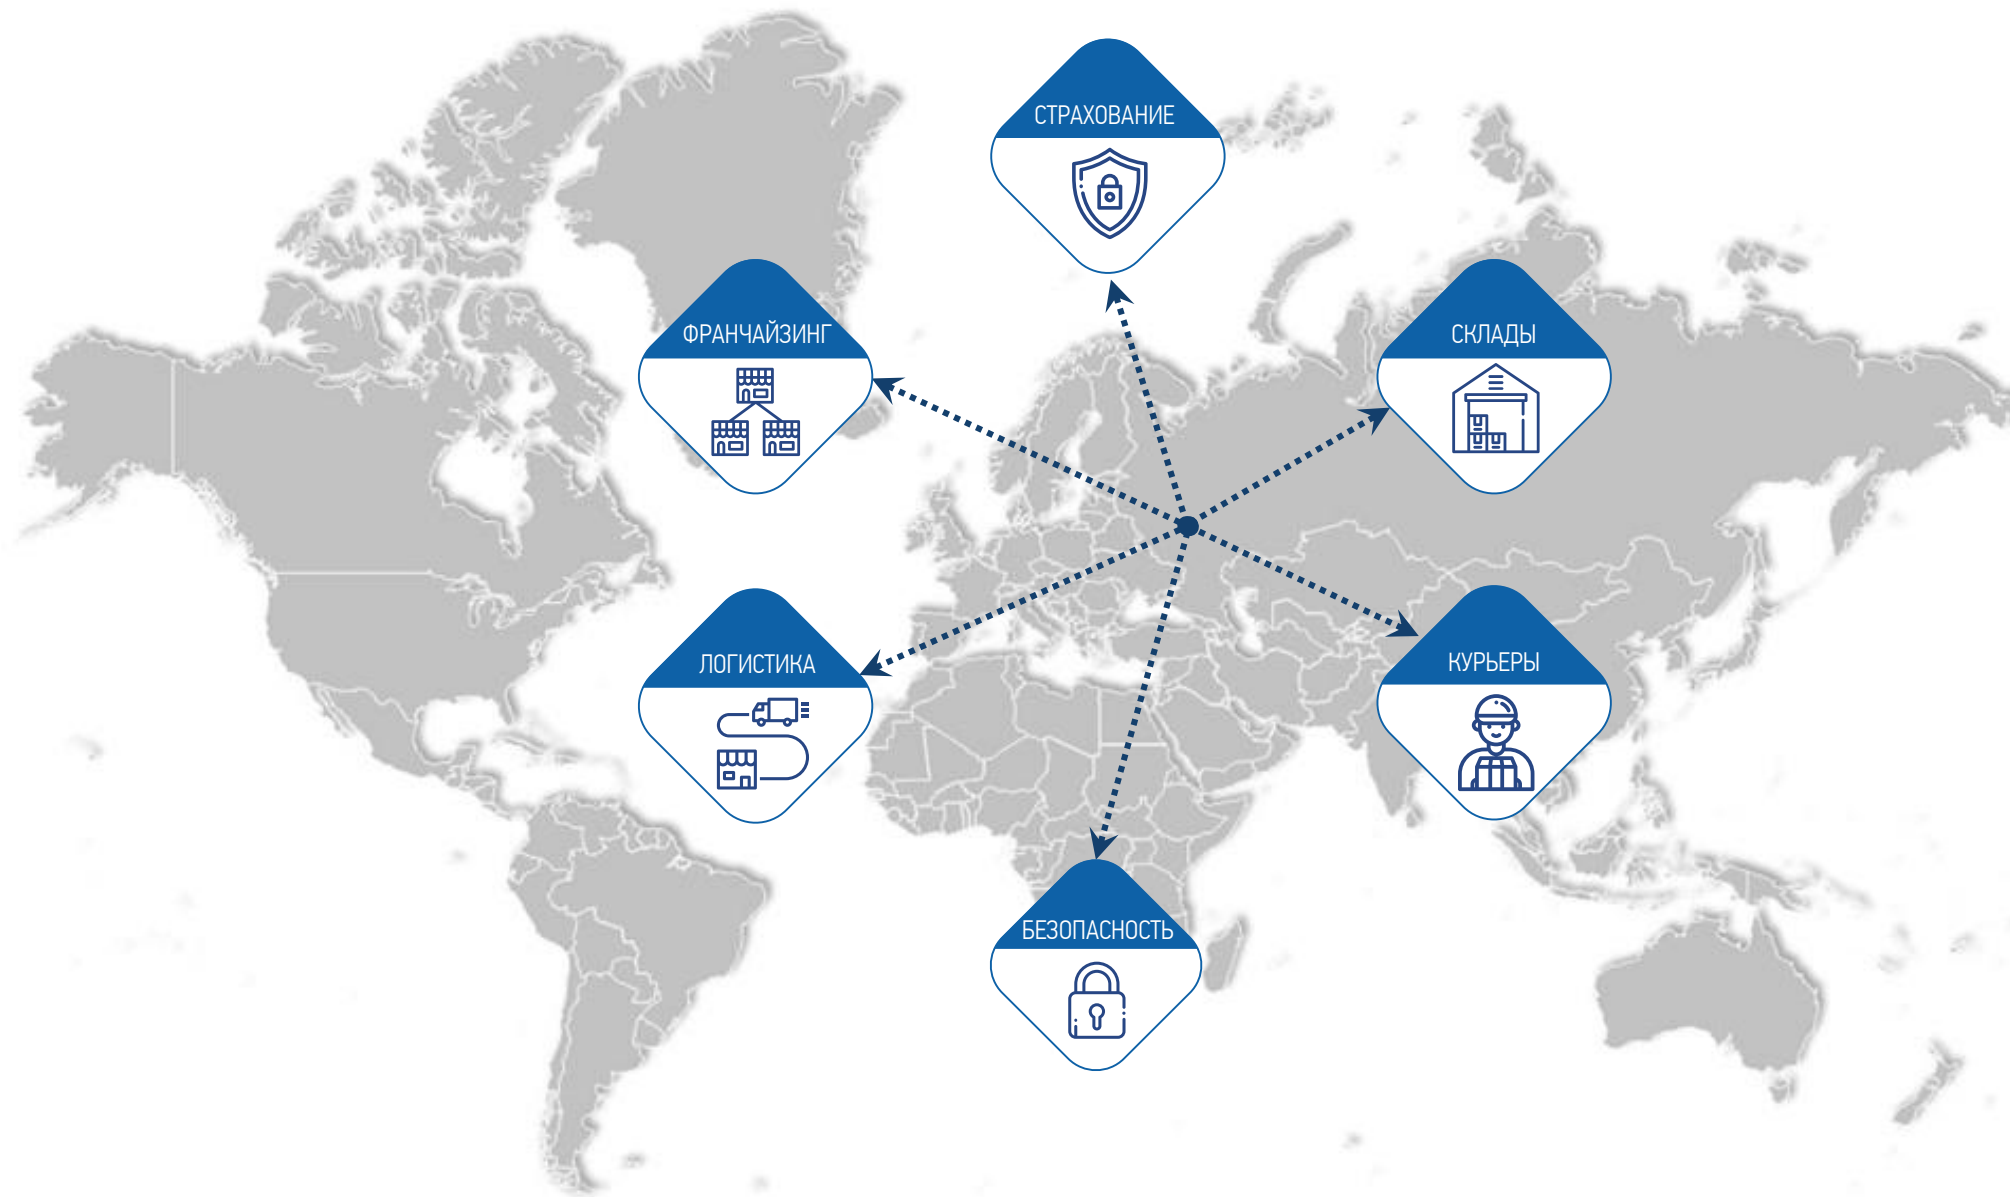 СТРАХОВАНИЕ
ФРАНЧАЙЗИНГ
СКЛАДЫ
ЛОГИСТИКА
КУРЬЕРЫ
БЕЗОПАСНОСТЬ